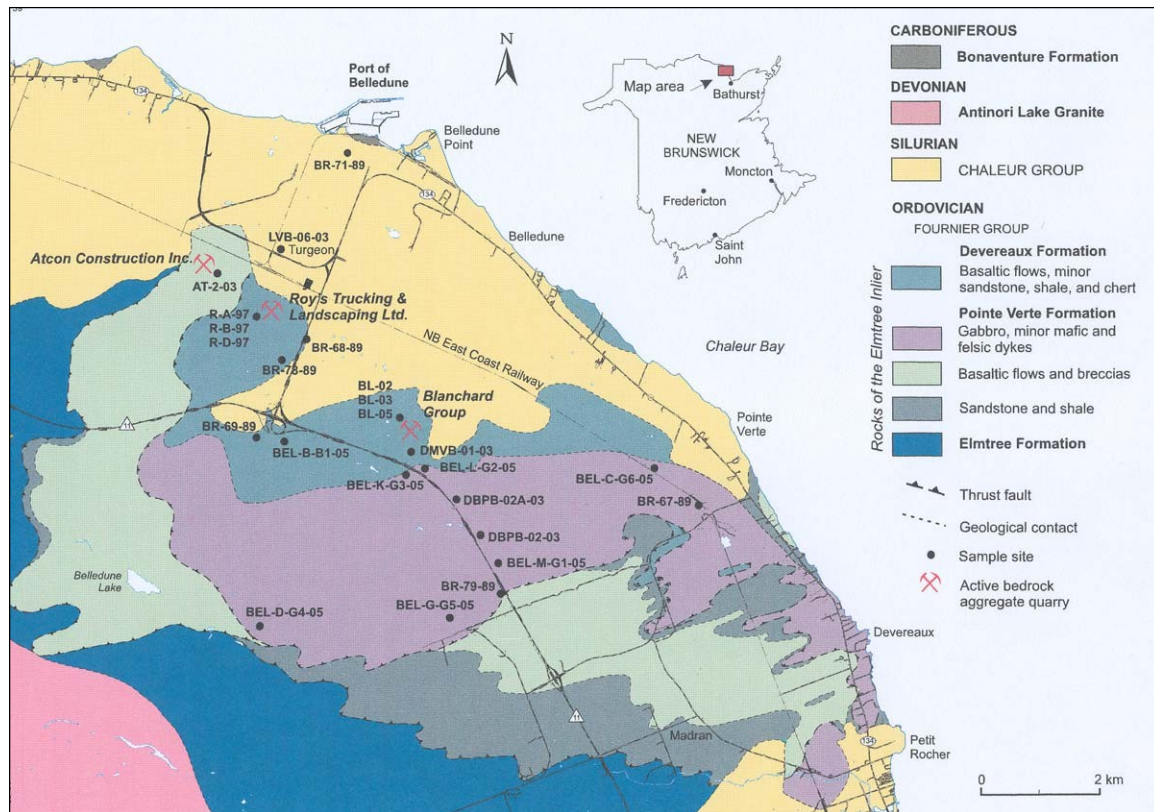 39
N
Port of
Belledune
134
Belledune
Point
BR-71-89
134
LVB-06-03
Turgeon
Belledune
Atcon Construction Inc.
AT-2-03
Roy's Trucking &
Landscaping Ltd.
R-A-97
R-B-97
R-D-97
BR-68-89
NB East Coast Railway
Chaleur Bay
BR-78-89
BL-02
BL-03
BL-05
Blanchard
Group
11
Pointe
Verte
BR-69-89
BEL-B-B1-05
DMVB-01-03
BEL-L-G2-05
BEL-K-G3-05
BEL-C-G6-05
DBPB-02A-03
BR-67-89
DBPB-02-03
BEL-M-G1-05
Belledune
Lake
BR-79-89
BEL-D-G4-05
BEL-G-G5-05
Devereaux
11
Madran
134
Petit
Rocher
Map area
Bathurst
NEW
BRUNSWICK
Moncton
Fredericton
Saint
John
CARBONIFEROUS
Bonaventure Formation
DEVONIAN
Antinori Lake Granite
SILURIAN
CHALEUR GROUP
ORDOVICIAN
FOURNIER GROUP
Rocks of the Elmtree Inlier
Devereaux Formation
Basaltic flows, minor
sandstone, shale, and chert
Pointe Verte Formation
Gabbro, minor mafic and
felsic dykes
Basaltic flows and breccias
Sandstone and shale
Elmtree Formation
Thrust fault
Geological contact
Sample site
Active bedrock
aggregate quarry
0 2 km